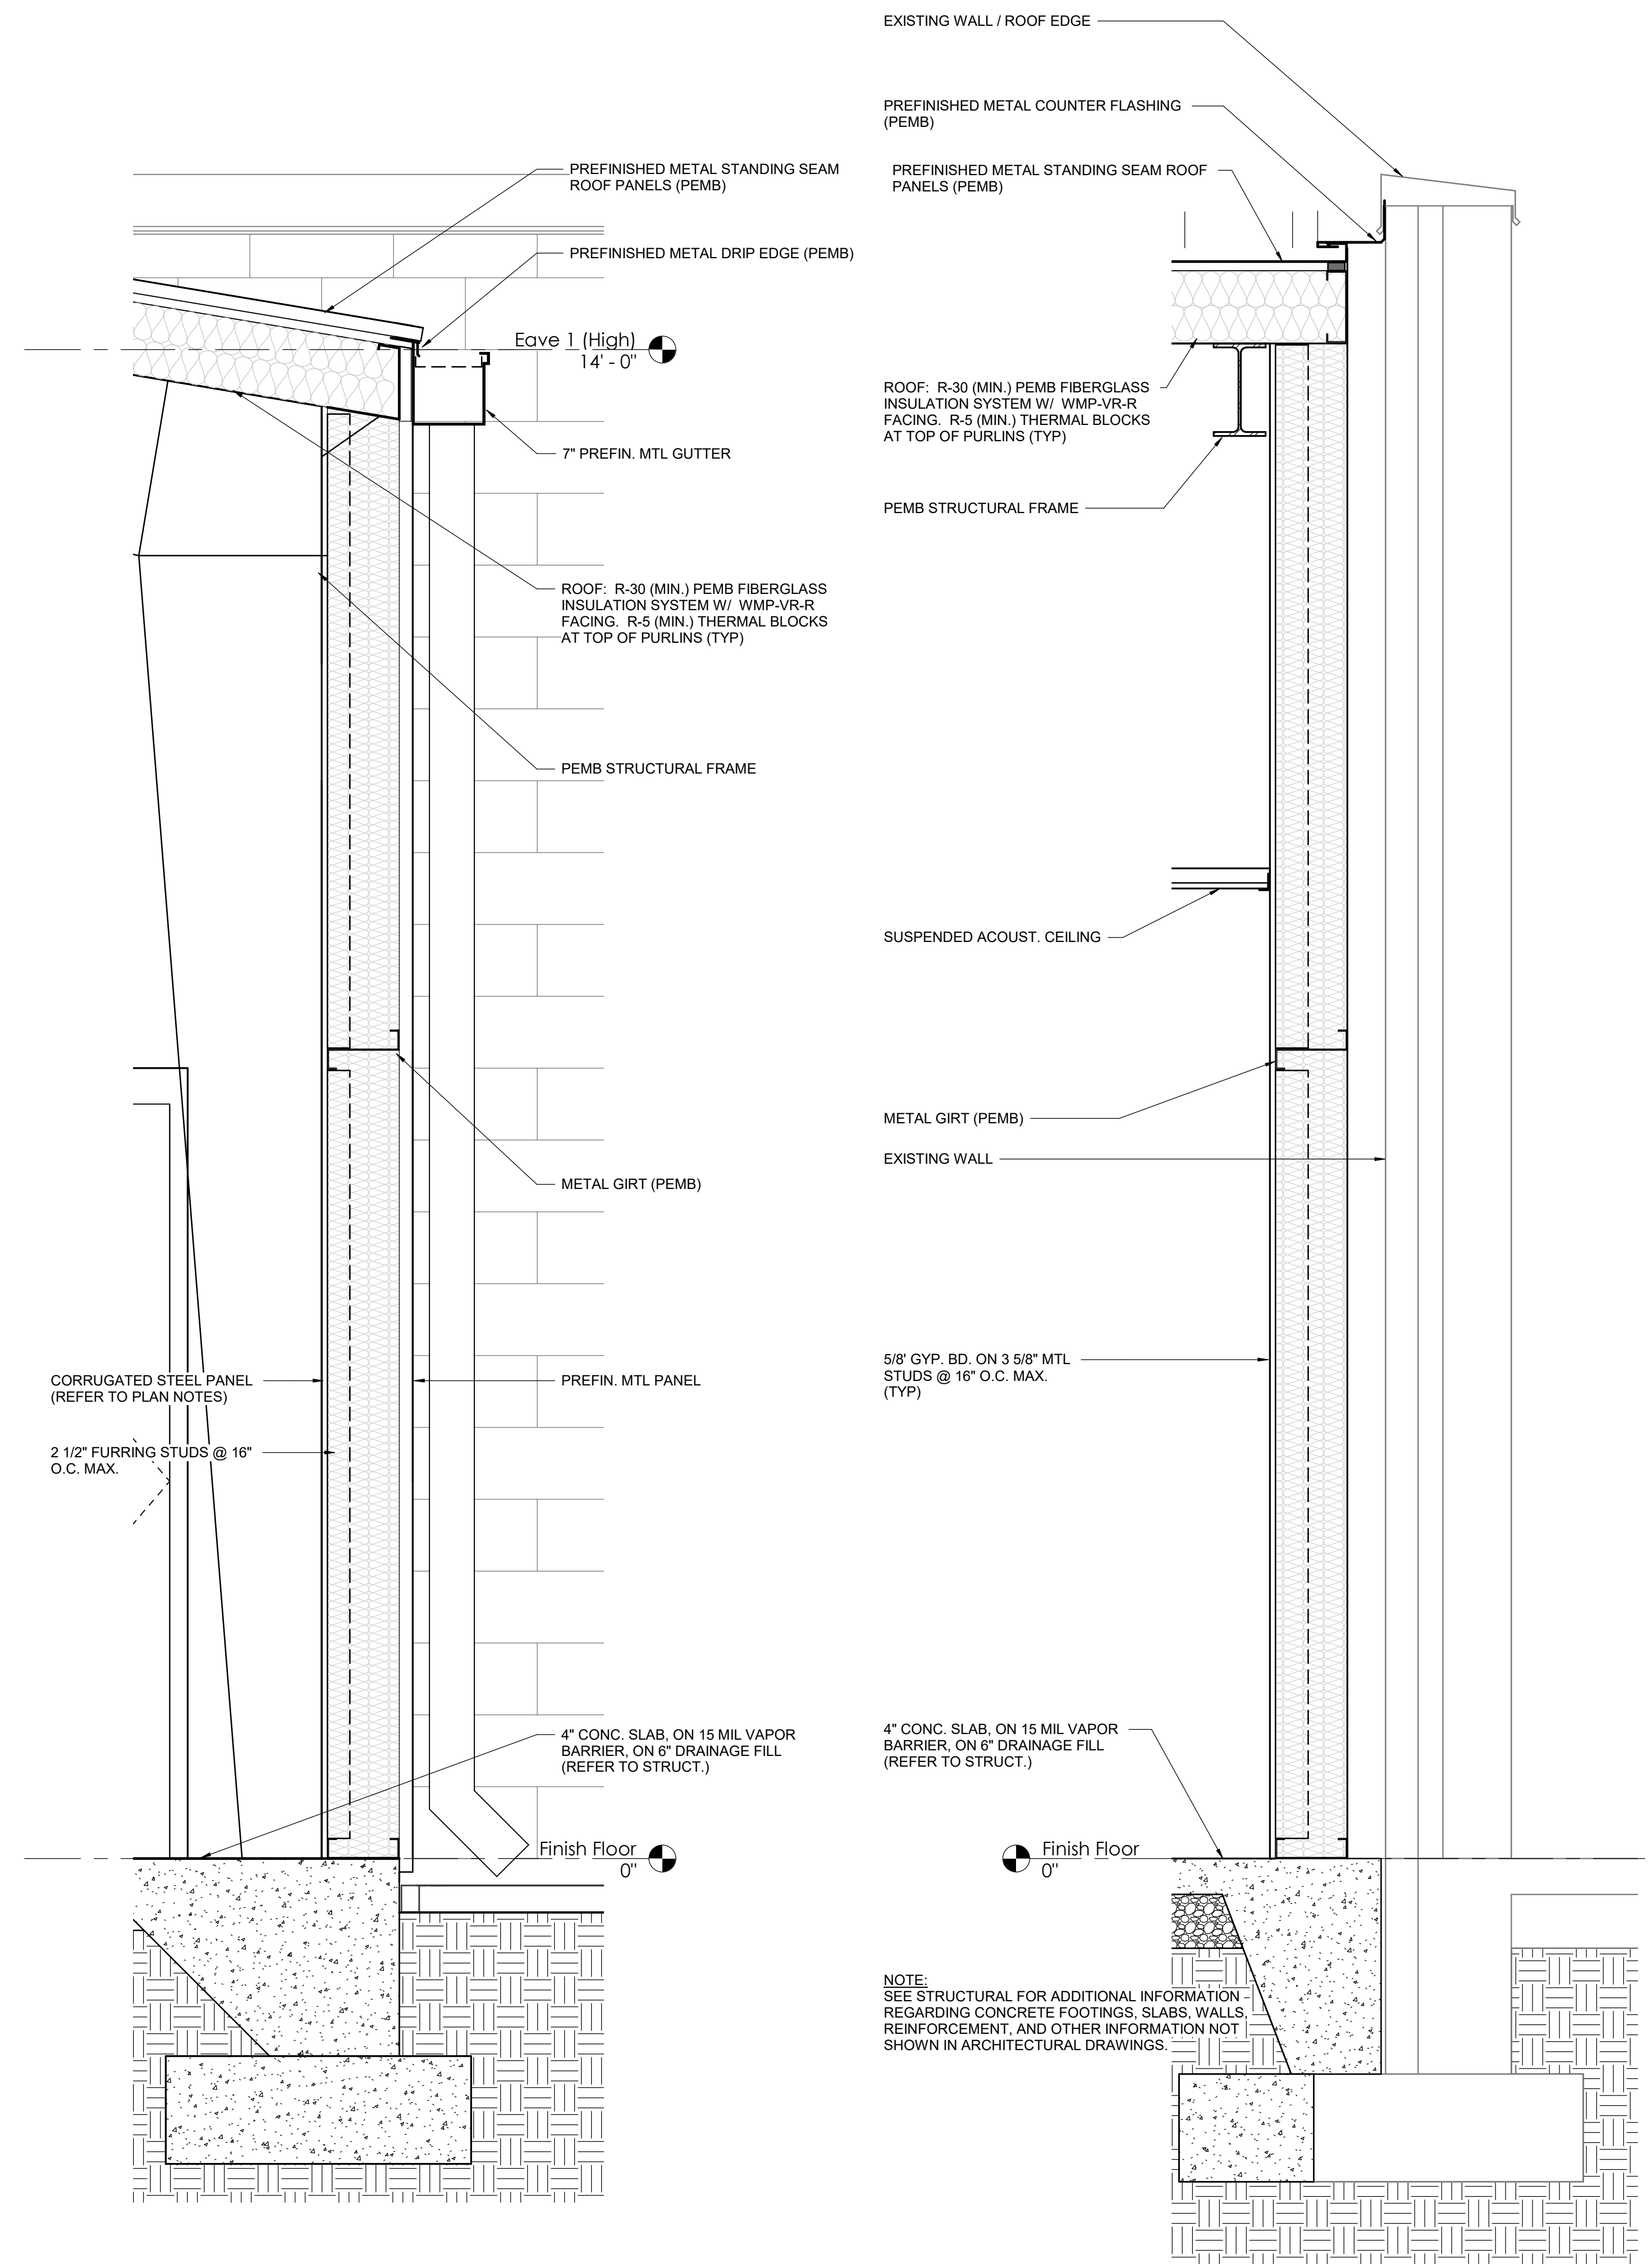 PREFINISHED METAL STANDING SEAM
ROOF PANELS (PEMB)
PREFINISHED METAL DRIP EDGE (PEMB)
Eave 1 (High)
14' - 0"
7" PREFIN. MTL GUTTER
ROOF:  R-30 (MIN.) PEMB FIBERGLASS
INSULATION SYSTEM W/  WMP-VR-R
FACING.  R-5 (MIN.) THERMAL BLOCKS
AT TOP OF PURLINS (TYP)
PEMB STRUCTURAL FRAME
METAL GIRT (PEMB)
CORRUGATED STEEL PANEL
(REFER TO PLAN NOTES)
PREFIN. MTL PANEL
2 1/2" FURRING STUDS @ 16"
O.C. MAX.
4" CONC. SLAB, ON 15 MIL VAPOR
BARRIER, ON 6" DRAINAGE FILL
(REFER TO STRUCT.)
Finish Floor
0"
EXISTING WALL / ROOF EDGE
PREFINISHED METAL COUNTER FLASHING
(PEMB)
PREFINISHED METAL STANDING SEAM ROOF
PANELS (PEMB)
ROOF:  R-30 (MIN.) PEMB FIBERGLASS
INSULATION SYSTEM W/  WMP-VR-R
FACING.  R-5 (MIN.) THERMAL BLOCKS
AT TOP OF PURLINS (TYP)
PEMB STRUCTURAL FRAME
SUSPENDED ACOUST. CEILING
METAL GIRT (PEMB)
EXISTING WALL
5/8' GYP. BD. ON 3 5/8" MTL
STUDS @ 16" O.C. MAX.
(TYP)
4" CONC. SLAB, ON 15 MIL VAPOR
BARRIER, ON 6" DRAINAGE FILL
(REFER TO STRUCT.)
Finish Floor
0"
NOTE:
SEE STRUCTURAL FOR ADDITIONAL INFORMATION
REGARDING CONCRETE FOOTINGS, SLABS, WALLS,
REINFORCEMENT, AND OTHER INFORMATION NOT
SHOWN IN ARCHITECTURAL DRAWINGS.